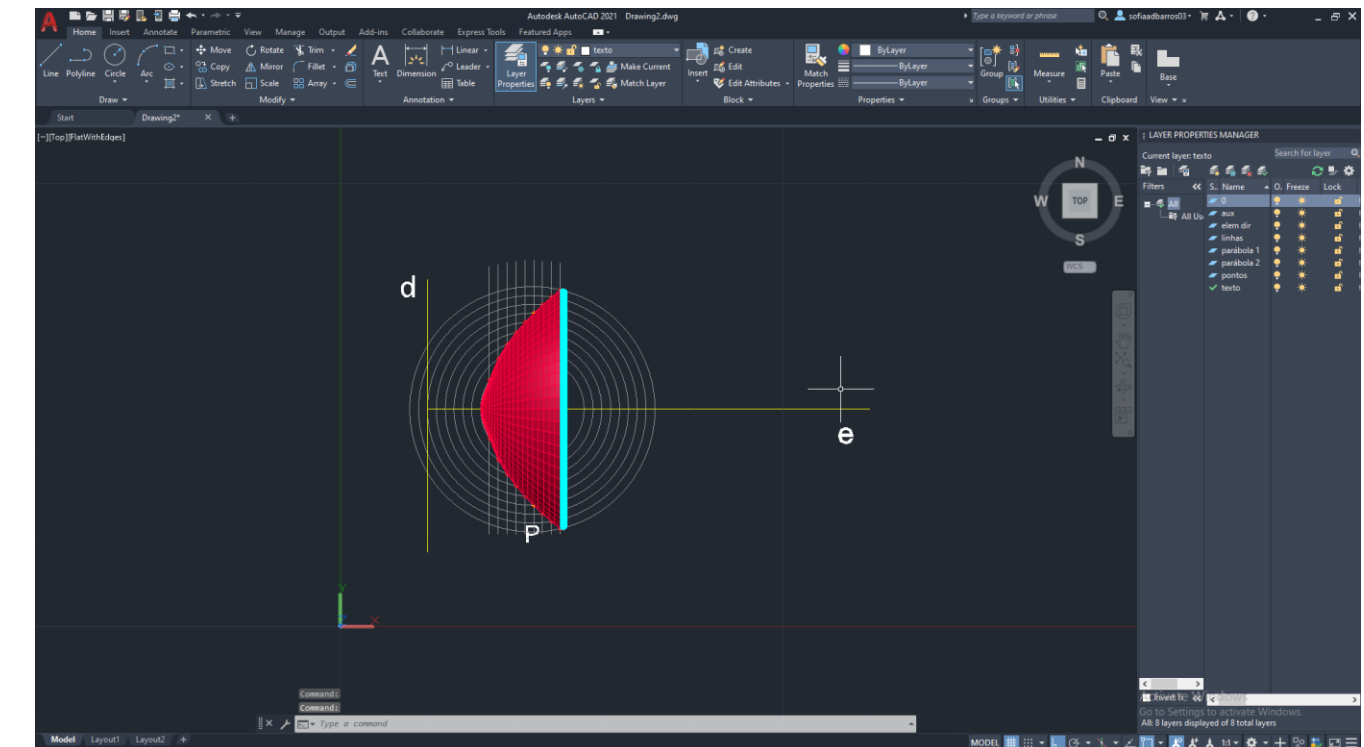 Autodesk AutoCAD 2021 Drawing2.dwg
Type a keyword or phrase
sofiaadbarros03
Home Insert Annotate Parametric View Manage Output Add-ins Collaborate Express Tools Featured Apps
Line Polyline Circle Arc
Move Rotate Trim
Copy Mirror Fillet
Stretch Scale Array
Text Dimension
Linear
Leader
Table
Layer Properties
texto
Make Current
Match Layer
Insert
Create
Edit
Edit Attributes
Match Properties
ByLayer
ByLayer
ByLayer
Group
Measure
Paste
Base
Draw Modify Annotation Layers Block Properties Groups Utilities Clipboard View
Start Drawing2*
[−][Top][FlatWithEdges]
LAYER PROPERTIES MANAGER
Current layer: texto
Search for layer
Filters
S.. Name O. Freeze Lock
All
All Us
0
aux
elem dir
linhas
parábola 1
parábola 2
pontos
texto
N
W TOP E
S
WCS
d
e
P
Y
X
Command:
Command:
Type a command
Activate Windows
Go to Settings to activate Windows.
All: 8 layers displayed of 8 total layers
Model Layout1 Layout2
MODEL
1:1